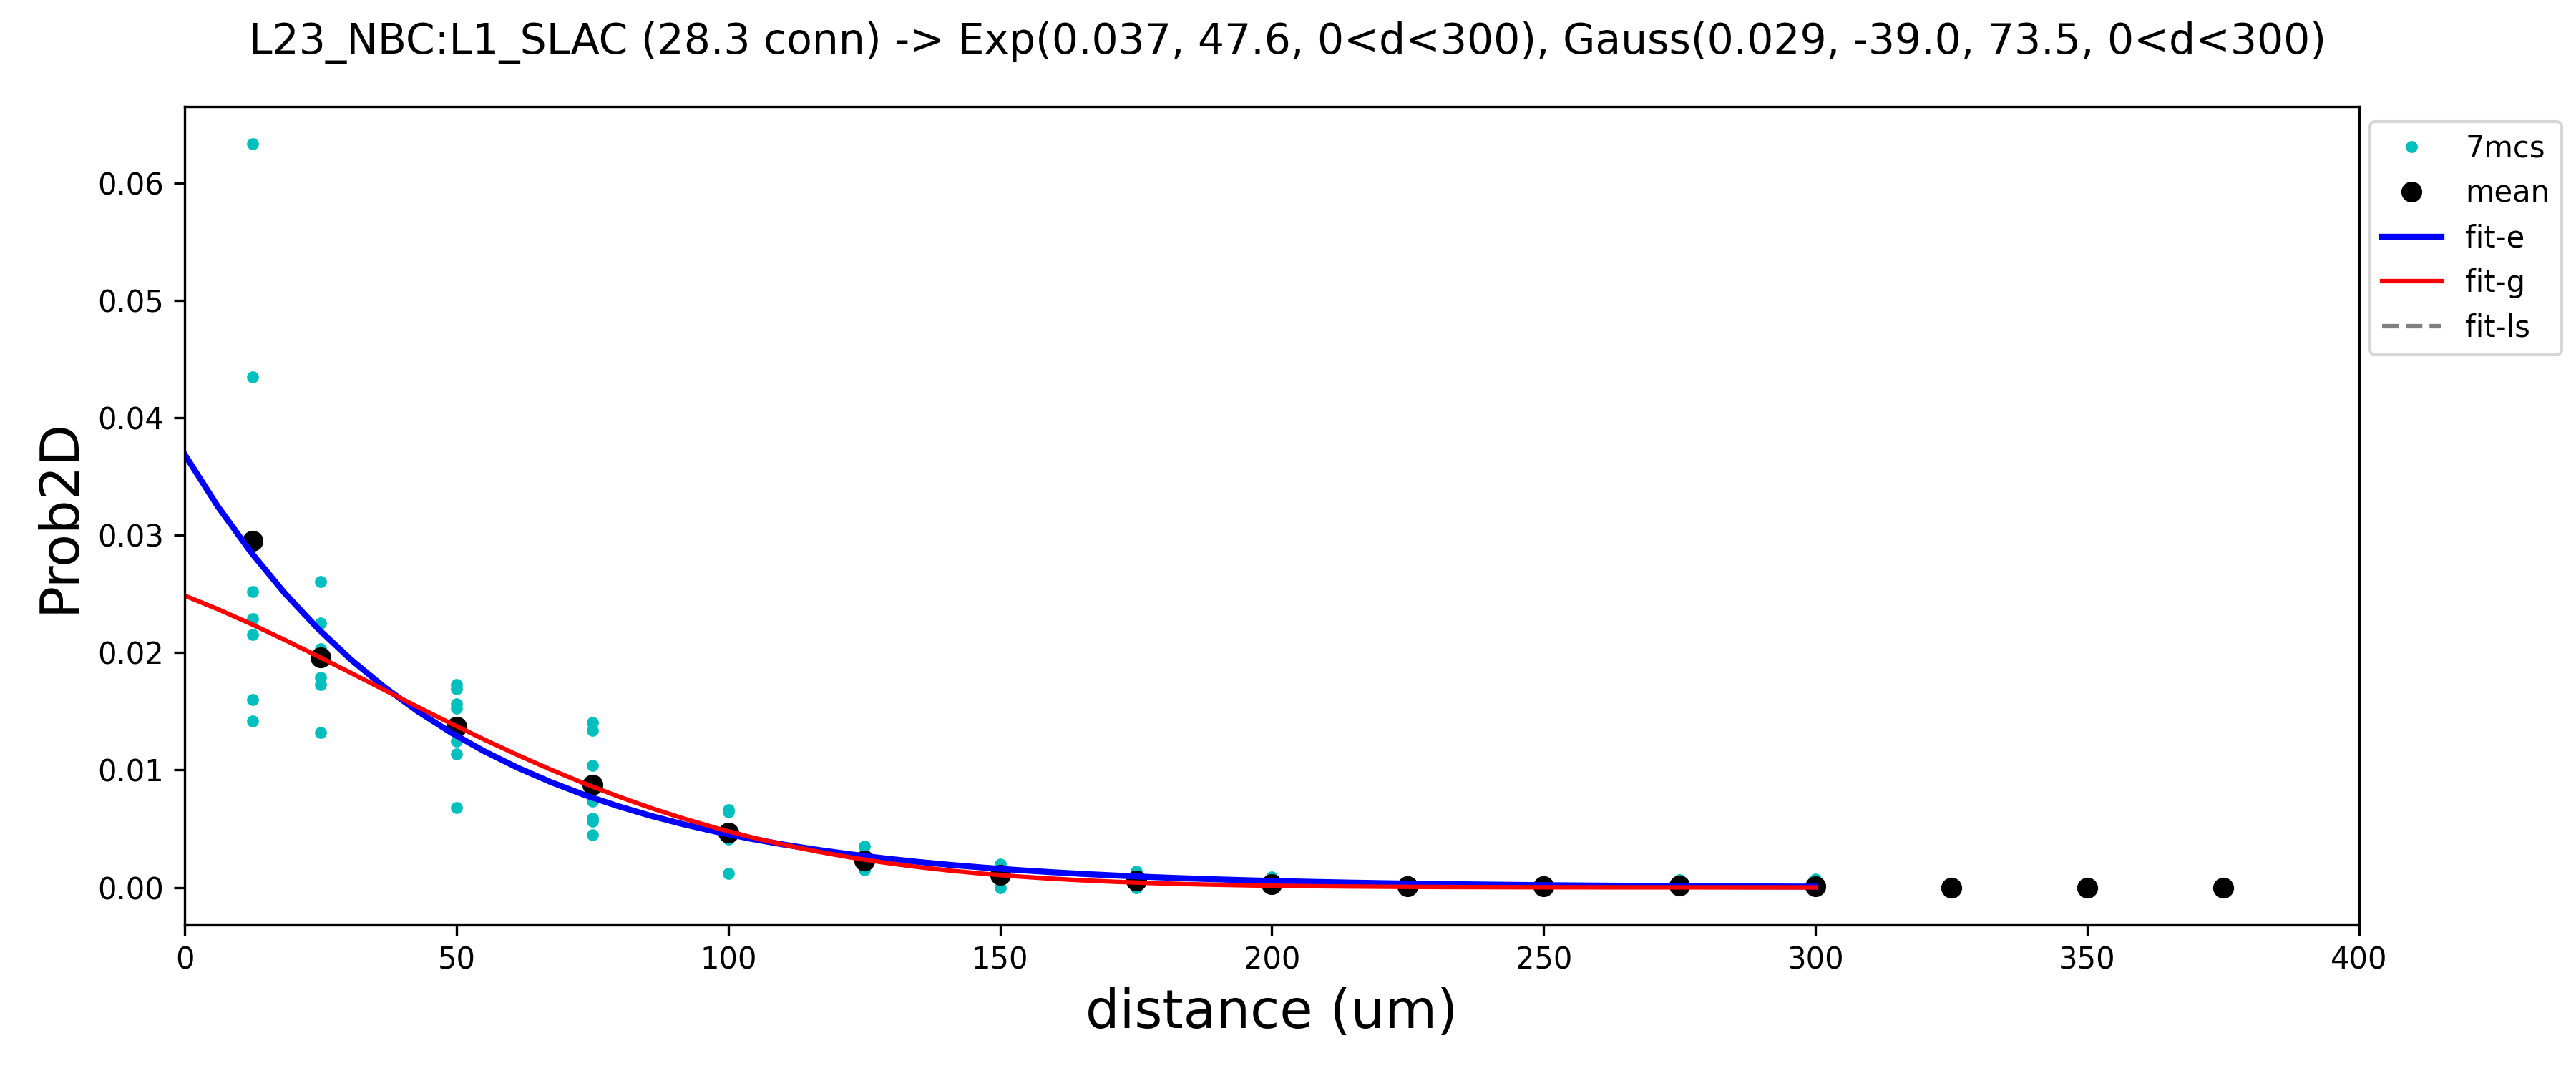 L23_NBC:L1_SLAC (28.3 conn) -> Exp(0.037, 47.6, 0<d<300), Gauss(0.029, -39.0, 73.5, 0<d<300)
7mcs
mean
fit-e
fit-g
fit-ls
Prob2D
0.06
0.05
0.04
0.03
0.02
0.01
0.00
0 50 100 150 200 250 300 350 400
distance (um)